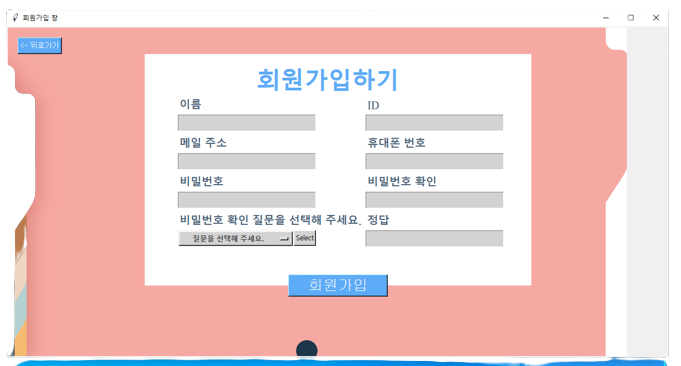 회원가입 창
<- 뒤로가기
회원가입하기
이름
ID
메일 주소
휴대폰 번호
비밀번호
비밀번호 확인
비밀번호 확인 질문을 선택해 주세요.
정답
질문을 선택해 주세요.
Select
회원가입